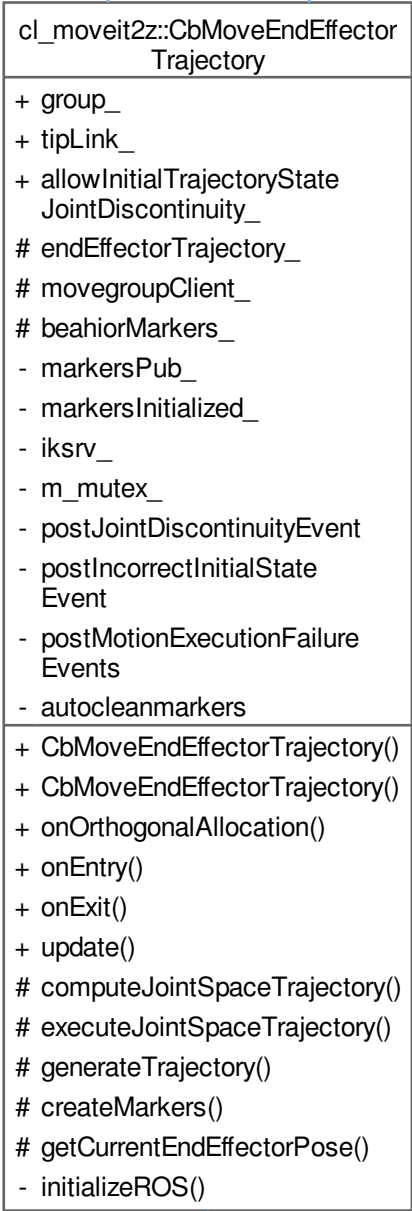 cl_moveit2z::CbMoveEndEffector
Trajectory
+ group_
+ tipLink_
+ allowInitialTrajectoryState
JointDiscontinuity_
# endEffectorTrajectory_
# movegroupClient_
# beahiorMarkers_
- markersPub_
- markersInitialized_
- iksrv_
- m_mutex_
- postJointDiscontinuityEvent
- postIncorrectInitialState
Event
- postMotionExecutionFailure
Events
- autocleanmarkers
+ CbMoveEndEffectorTrajectory()
+ CbMoveEndEffectorTrajectory()
+ onOrthogonalAllocation()
+ onEntry()
+ onExit()
+ update()
# computeJointSpaceTrajectory()
# executeJointSpaceTrajectory()
# generateTrajectory()
# createMarkers()
# getCurrentEndEffectorPose()
- initializeROS()